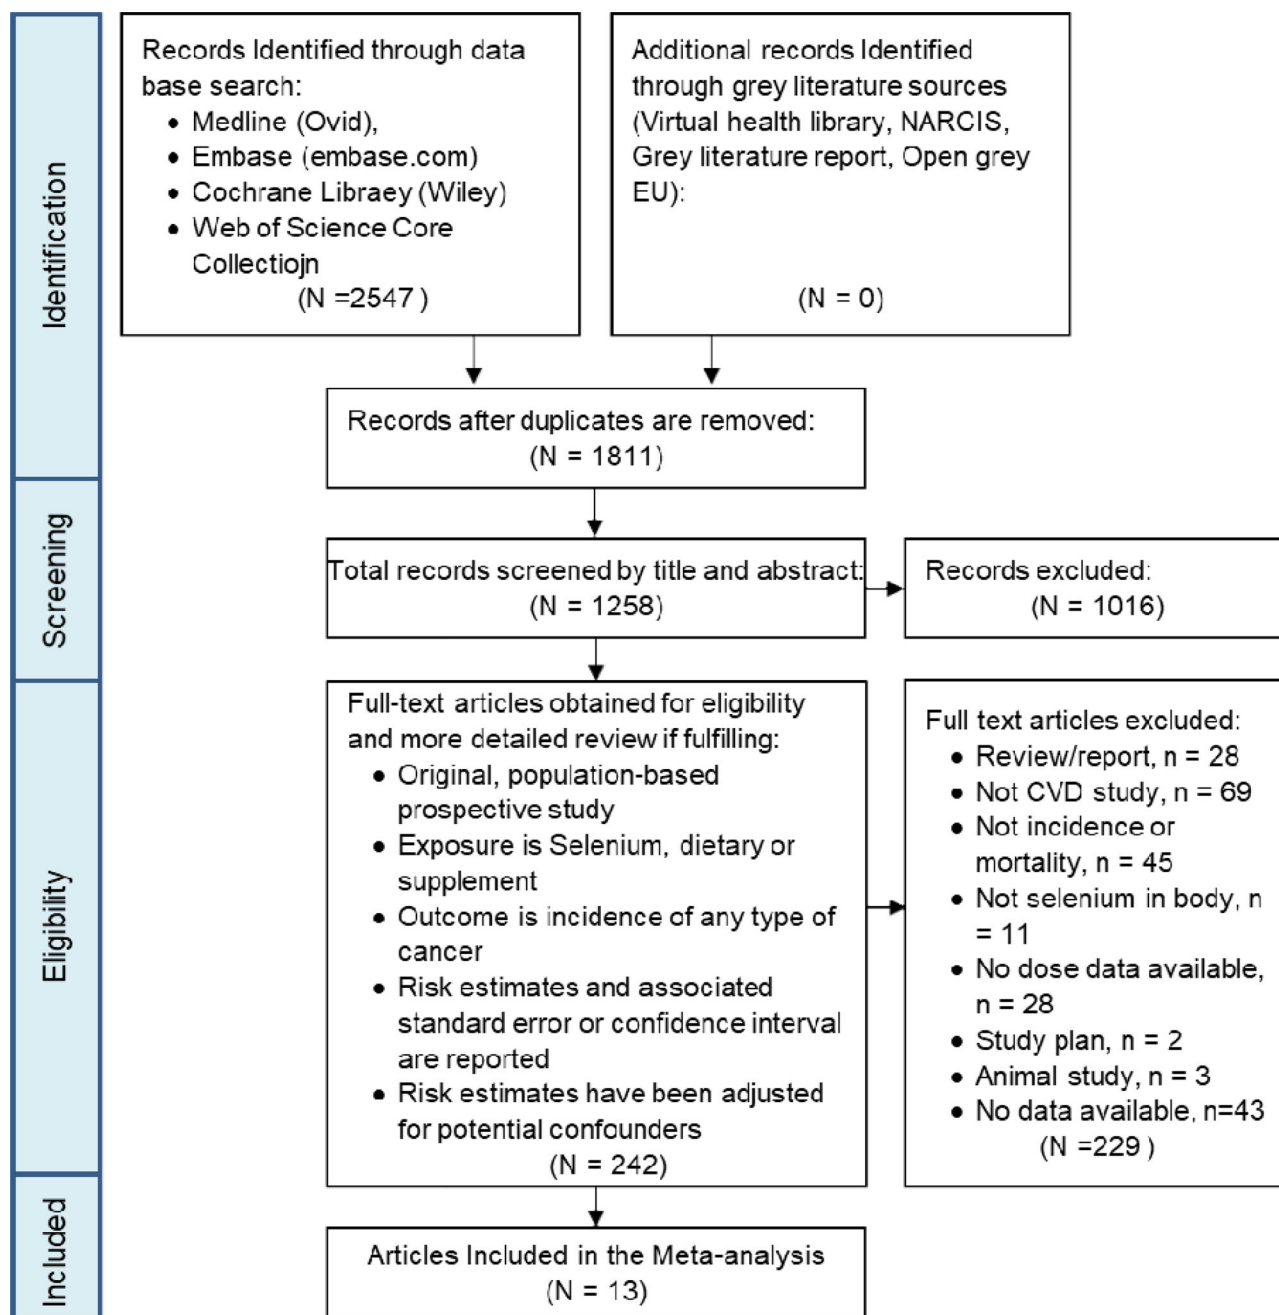 Identification
Records Identified through data
base search:
• Medline (Ovid),
• Embase (embase.com)
• Cochrane Libraey (Wiley)
• Web of Science Core
Collectiojn
(N =2547 )
Additional records Identified
through grey literature sources
(Virtual health library, NARCIS,
Grey literature report, Open grey
EU):
(N = 0)
Records after duplicates are removed:
(N = 1811)
Screening
Total records screened by title and abstract:
(N = 1258)
Records excluded:
(N = 1016)
Eligibility
Full-text articles obtained for eligibility
and more detailed review if fulfilling:
• Original, population-based
prospective study
• Exposure is Selenium, dietary or
supplement
• Outcome is incidence of any type of
cancer
• Risk estimates and associated
standard error or confidence interval
are reported
• Risk estimates have been adjusted
for potential confounders
(N = 242)
Full text articles excluded:
• Review/report, n = 28
• Not CVD study, n = 69
• Not incidence or
mortality, n = 45
• Not selenium in body, n
= 11
• No dose data available,
n = 28
• Study plan, n = 2
• Animal study, n = 3
• No data available, n=43
(N =229 )
Included
Articles Included in the Meta-analysis
(N = 13)